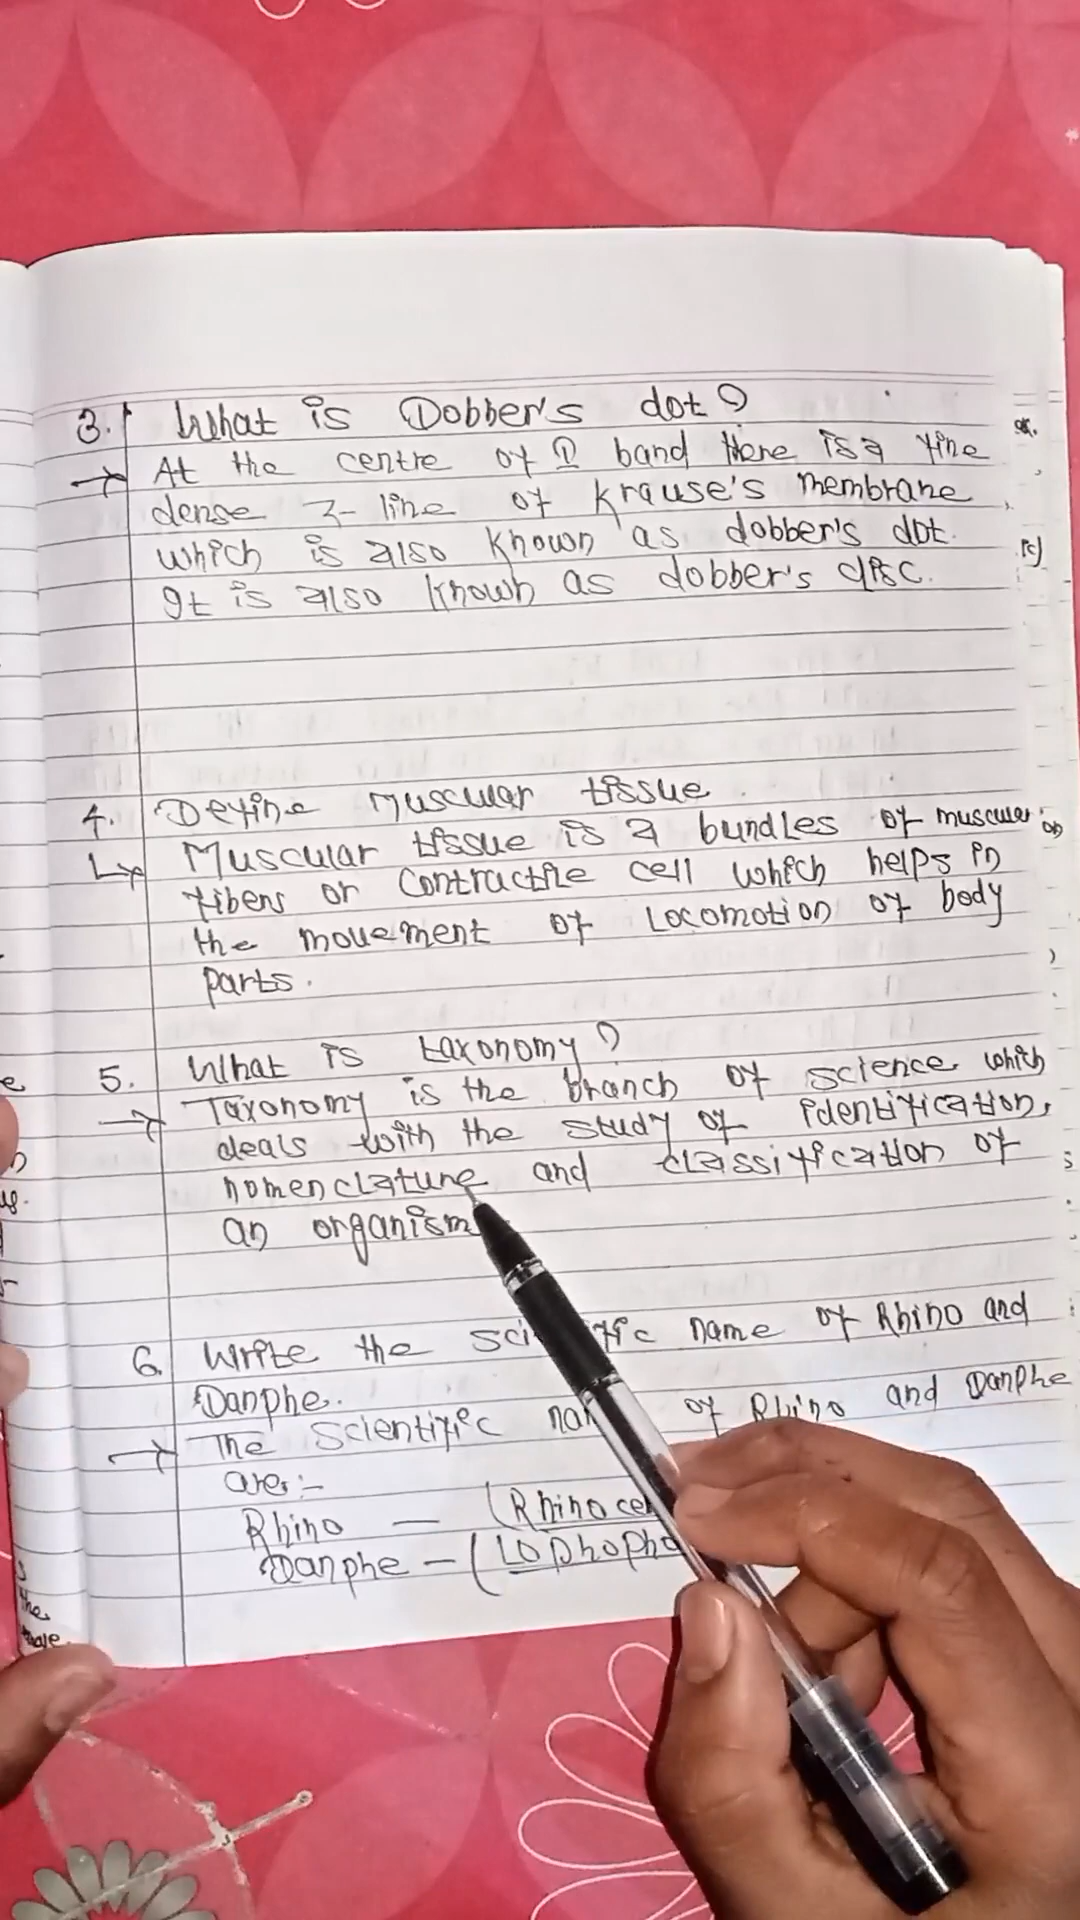 3. What is Dobber's dot?
→ At the centre of I band there is a fine
dense Z-line of Krause's membrane
which is also known as dobber's dot.
It is also known as dobber's disc.
4. Define Muscular tissue.
↳ Muscular tissue is a bundles of muscular
fibers or contractile cell which helps in
the movement of Locomotion of body
parts.
5. What is taxonomy?
→ Taxonomy is the branch of science which
deals with the study of identification,
nomenclature and classification of
an organism
6. Write the scientific name of Rhino and
Danphe.
→ The Scientific of Rhino and Danphe
are:-
Rhino — (Rhinoce
Danphe - (Lophopho
the